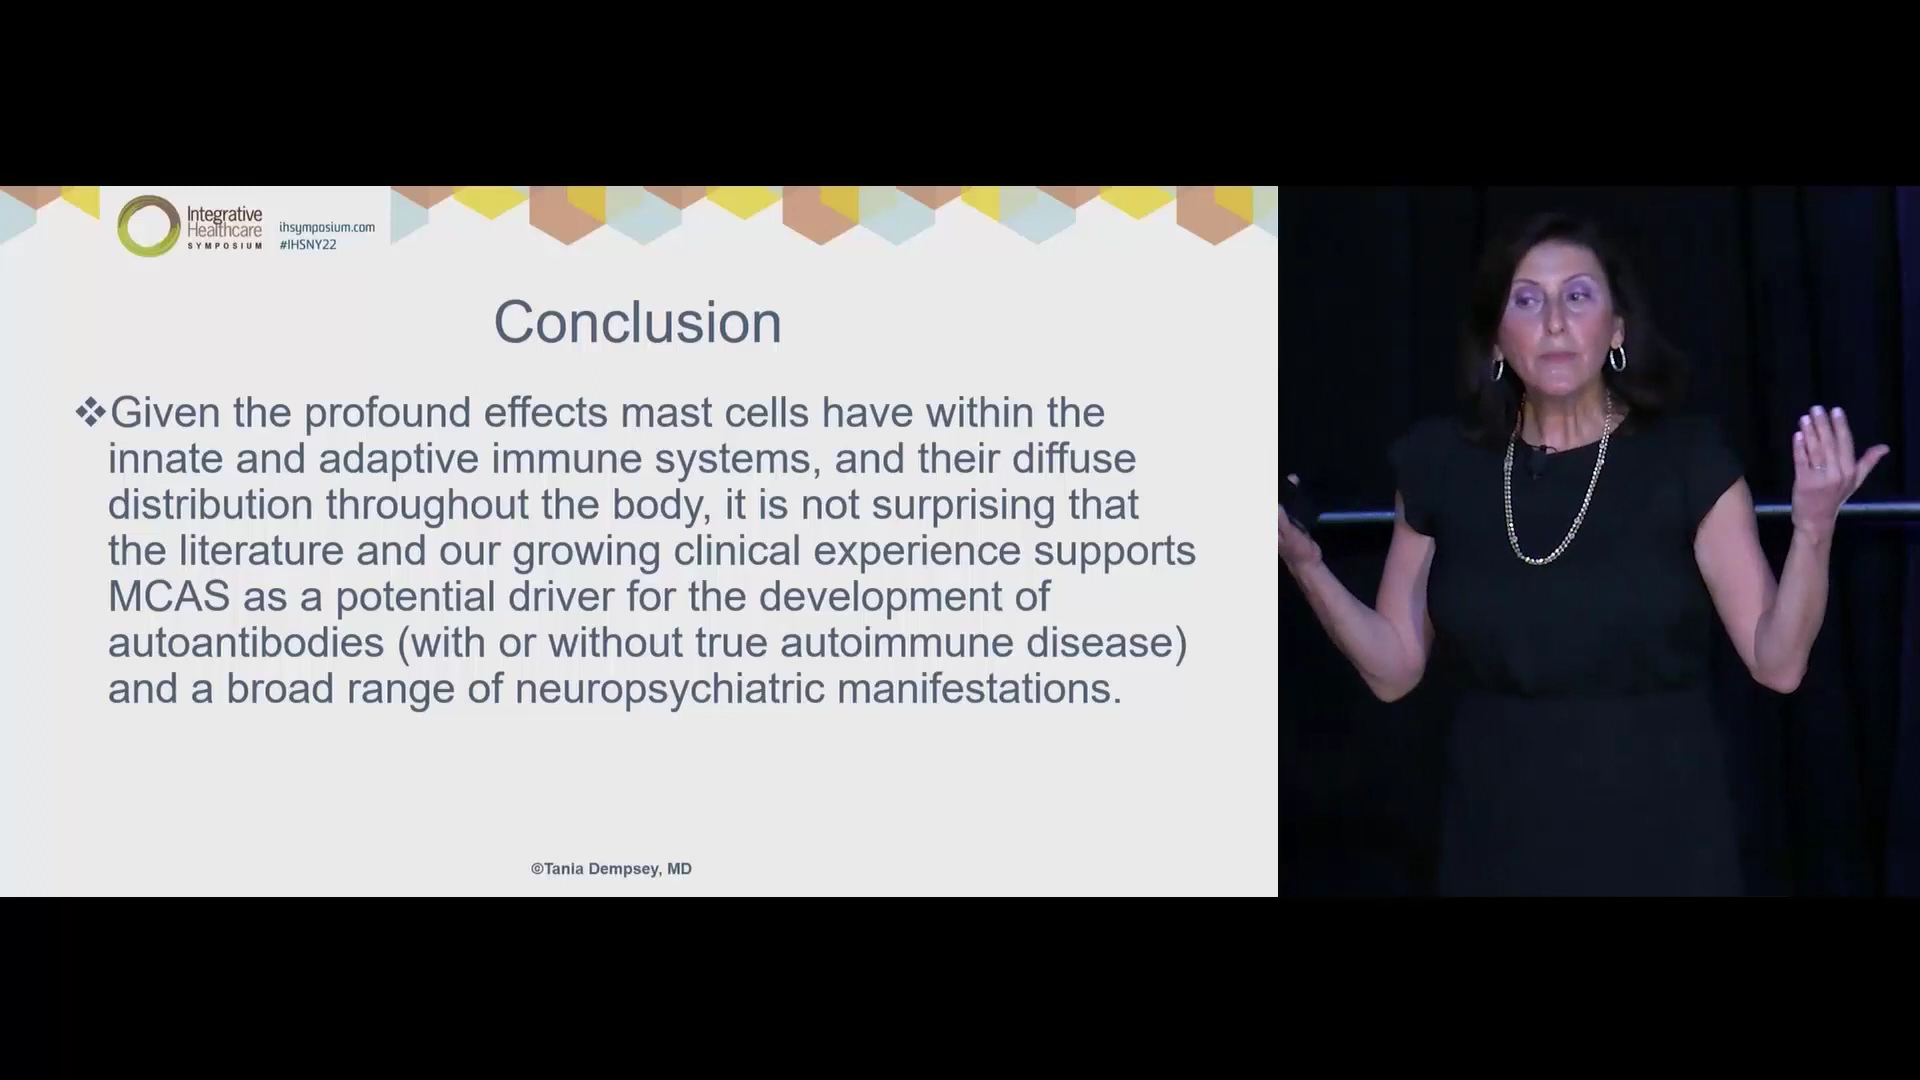 Integrative
Healthcare
SYMPOSIUM
ihsymposium.com
#IHSNY22
Conclusion
❖Given the profound effects mast cells have within the
innate and adaptive immune systems, and their diffuse
distribution throughout the body, it is not surprising that
the literature and our growing clinical experience supports
MCAS as a potential driver for the development of
autoantibodies (with or without true autoimmune disease)
and a broad range of neuropsychiatric manifestations.
©Tania Dempsey, MD